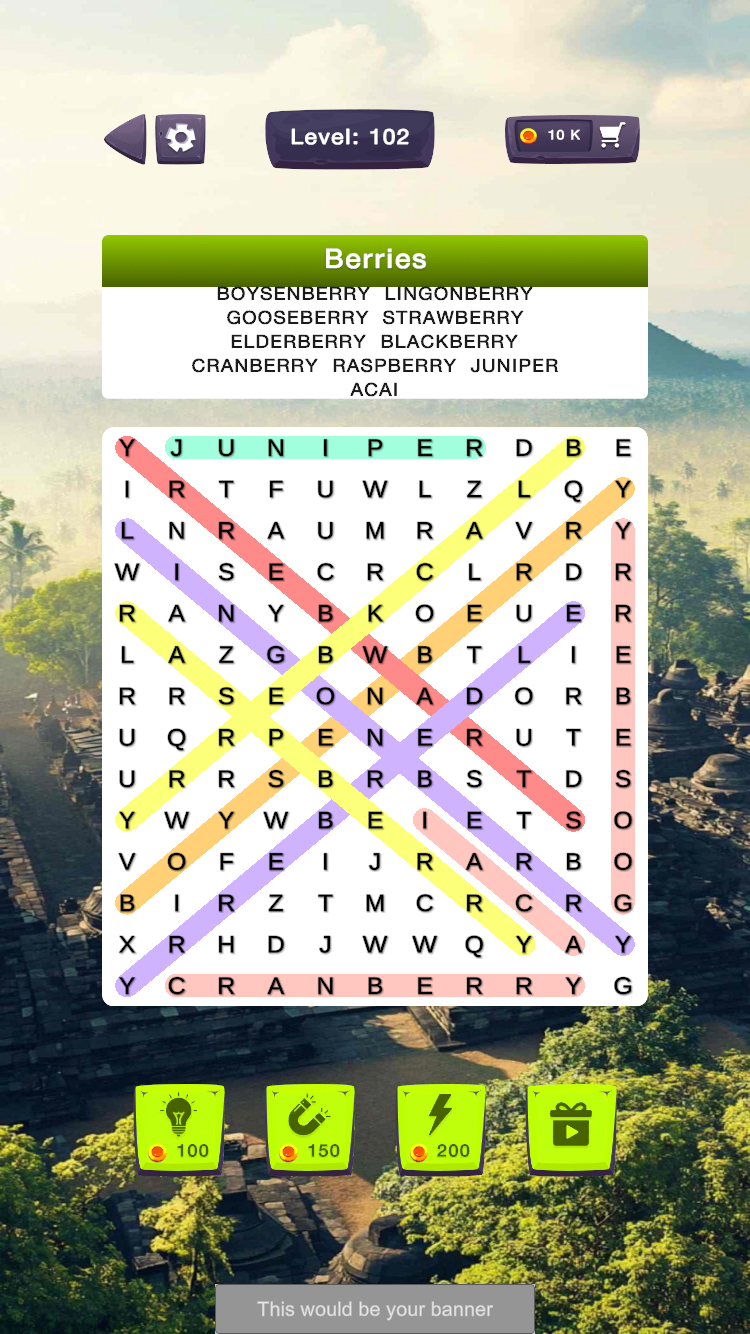 Level: 102
10 K
Berries
BOYSENBERRY LINGONBERRY
GOOSEBERRY STRAWBERRY
ELDERBERRY BLACKBERRY
CRANBERRY RASPBERRY JUNIPER
ACAI
Y J U N I P E R D B E
I R T F U W L Z L Q Y
L N R A U M R A V R Y
W I S E C R C L R D R
R A N Y B K O E U E R
L A Z G B W B T L I E
R R S E O N A D O R B
U Q R P E N E R U T E
U R R S B R B S T D S
Y W Y W B E I E T S O
V O F E I J R A R B O
B I R Z T M C R C R G
X R H D J W W Q Y A Y
Y C R A N B E R R Y G
100 150 200
This would be your banner